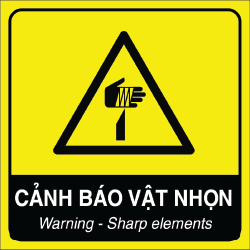 CẢNH BÁO VẬT NHỌN
Warning - Sharp elements